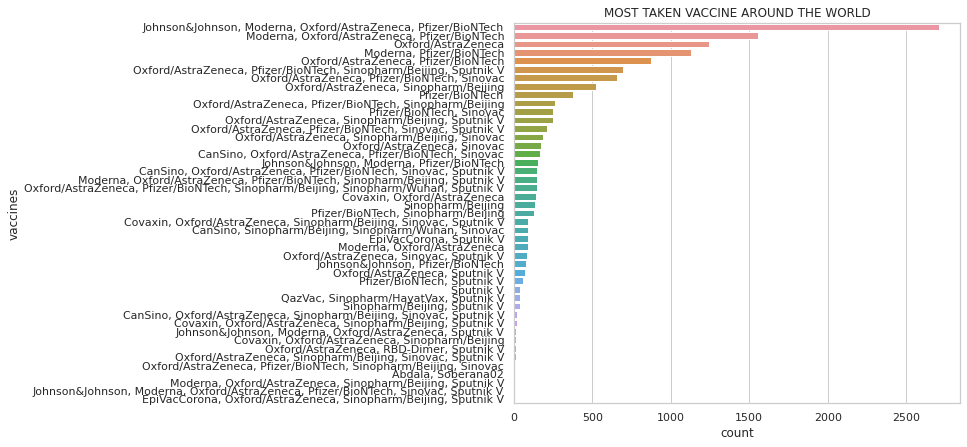 MOST TAKEN VACCINE AROUND THE WORLD
Johnson&Johnson, Moderna, Oxford/AstraZeneca, Pfizer/BioNTech
Moderna, Oxford/AstraZeneca, Pfizer/BioNTech
Oxford/AstraZeneca
Moderna, Pfizer/BioNTech
Oxford/AstraZeneca, Pfizer/BioNTech
Oxford/AstraZeneca, Pfizer/BioNTech, Sinopharm/Beijing, Sputnik V
Oxford/AstraZeneca, Pfizer/BioNTech, Sinovac
Oxford/AstraZeneca, Sinopharm/Beijing
Pfizer/BioNTech
Oxford/AstraZeneca, Pfizer/BioNTech, Sinopharm/Beijing
Pfizer/BioNTech, Sinovac
Oxford/AstraZeneca, Sinopharm/Beijing, Sputnik V
Oxford/AstraZeneca, Pfizer/BioNTech, Sinovac, Sputnik V
Oxford/AstraZeneca, Sinopharm/Beijing, Sinovac
Oxford/AstraZeneca, Sinovac
CanSino, Oxford/AstraZeneca, Pfizer/BioNTech, Sinovac
Johnson&Johnson, Moderna, Pfizer/BioNTech
CanSino, Oxford/AstraZeneca, Pfizer/BioNTech, Sinovac, Sputnik V
Moderna, Oxford/AstraZeneca, Pfizer/BioNTech, Sputnik V
Oxford/AstraZeneca, Pfizer/BioNTech, Sinopharm/Beijing, Sinopharm/Wuhan, Sputnik V
Covaxin, Oxford/AstraZeneca
Sinopharm/Beijing
Pfizer/BioNTech, Sinopharm/Beijing
Covaxin, Oxford/AstraZeneca, Sinopharm/Beijing, Sinovac, Sputnik V
CanSino, Sinopharm/Beijing, Sinopharm/Wuhan, Sinovac
EpiVacCorona, Sputnik V
Moderna, Oxford/AstraZeneca
Oxford/AstraZeneca, Sinovac, Sputnik V
Johnson&Johnson, Pfizer/BioNTech
Oxford/AstraZeneca, Sputnik V
Pfizer/BioNTech, Sputnik V
Sputnik V
QazVac, Sinopharm/HayatVax, Sputnik V
Sinopharm/Beijing, Sputnik V
CanSino, Oxford/AstraZeneca, Sinopharm/Beijing, Sinovac, Sputnik V
Covaxin, Oxford/AstraZeneca, Sinopharm/Beijing, Sputnik V
Johnson&Johnson, Moderna, Oxford/AstraZeneca, Sputnik V
Covaxin, Oxford/AstraZeneca, Sinopharm/Beijing
Oxford/AstraZeneca, RBD-Dimer, Sputnik V
Oxford/AstraZeneca, Sinopharm/Beijing, Sinovac, Sputnik V
Oxford/AstraZeneca, Pfizer/BioNTech, Sinopharm/Beijing, Sinovac
Abdala, Soberana02
Moderna, Oxford/AstraZeneca, Sinopharm/Beijing, Sputnik V
Johnson&Johnson, Moderna, Oxford/AstraZeneca, Pfizer/BioNTech, Sinovac, Sputnik V
EpiVacCorona, Oxford/AstraZeneca, Sinopharm/Beijing, Sputnik V
vaccines
0 500 1000 1500 2000 2500
count